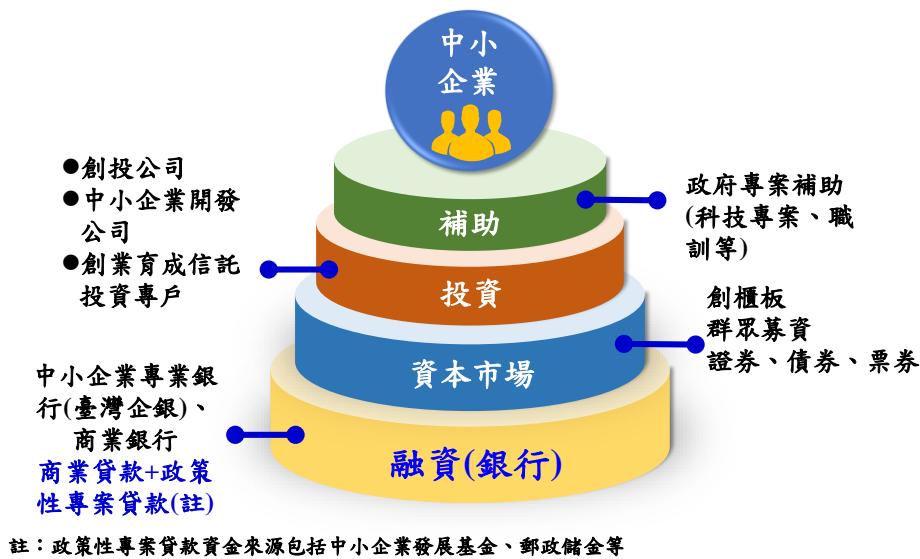 中小
企業
補助
投資
資本市場
融資(銀行)
●創投公司
●中小企業開發
公司
●創業育成信託
投資專戶
中小企業專業銀
行(臺灣企銀)、
商業銀行
商業貸款+政策
性專案貸款(註)
政府專案補助
(科技專案、職
訓等)
創櫃板
群眾募資
證券、債券、票券
註：政策性專案貸款資金來源包括中小企業發展基金、郵政儲金等